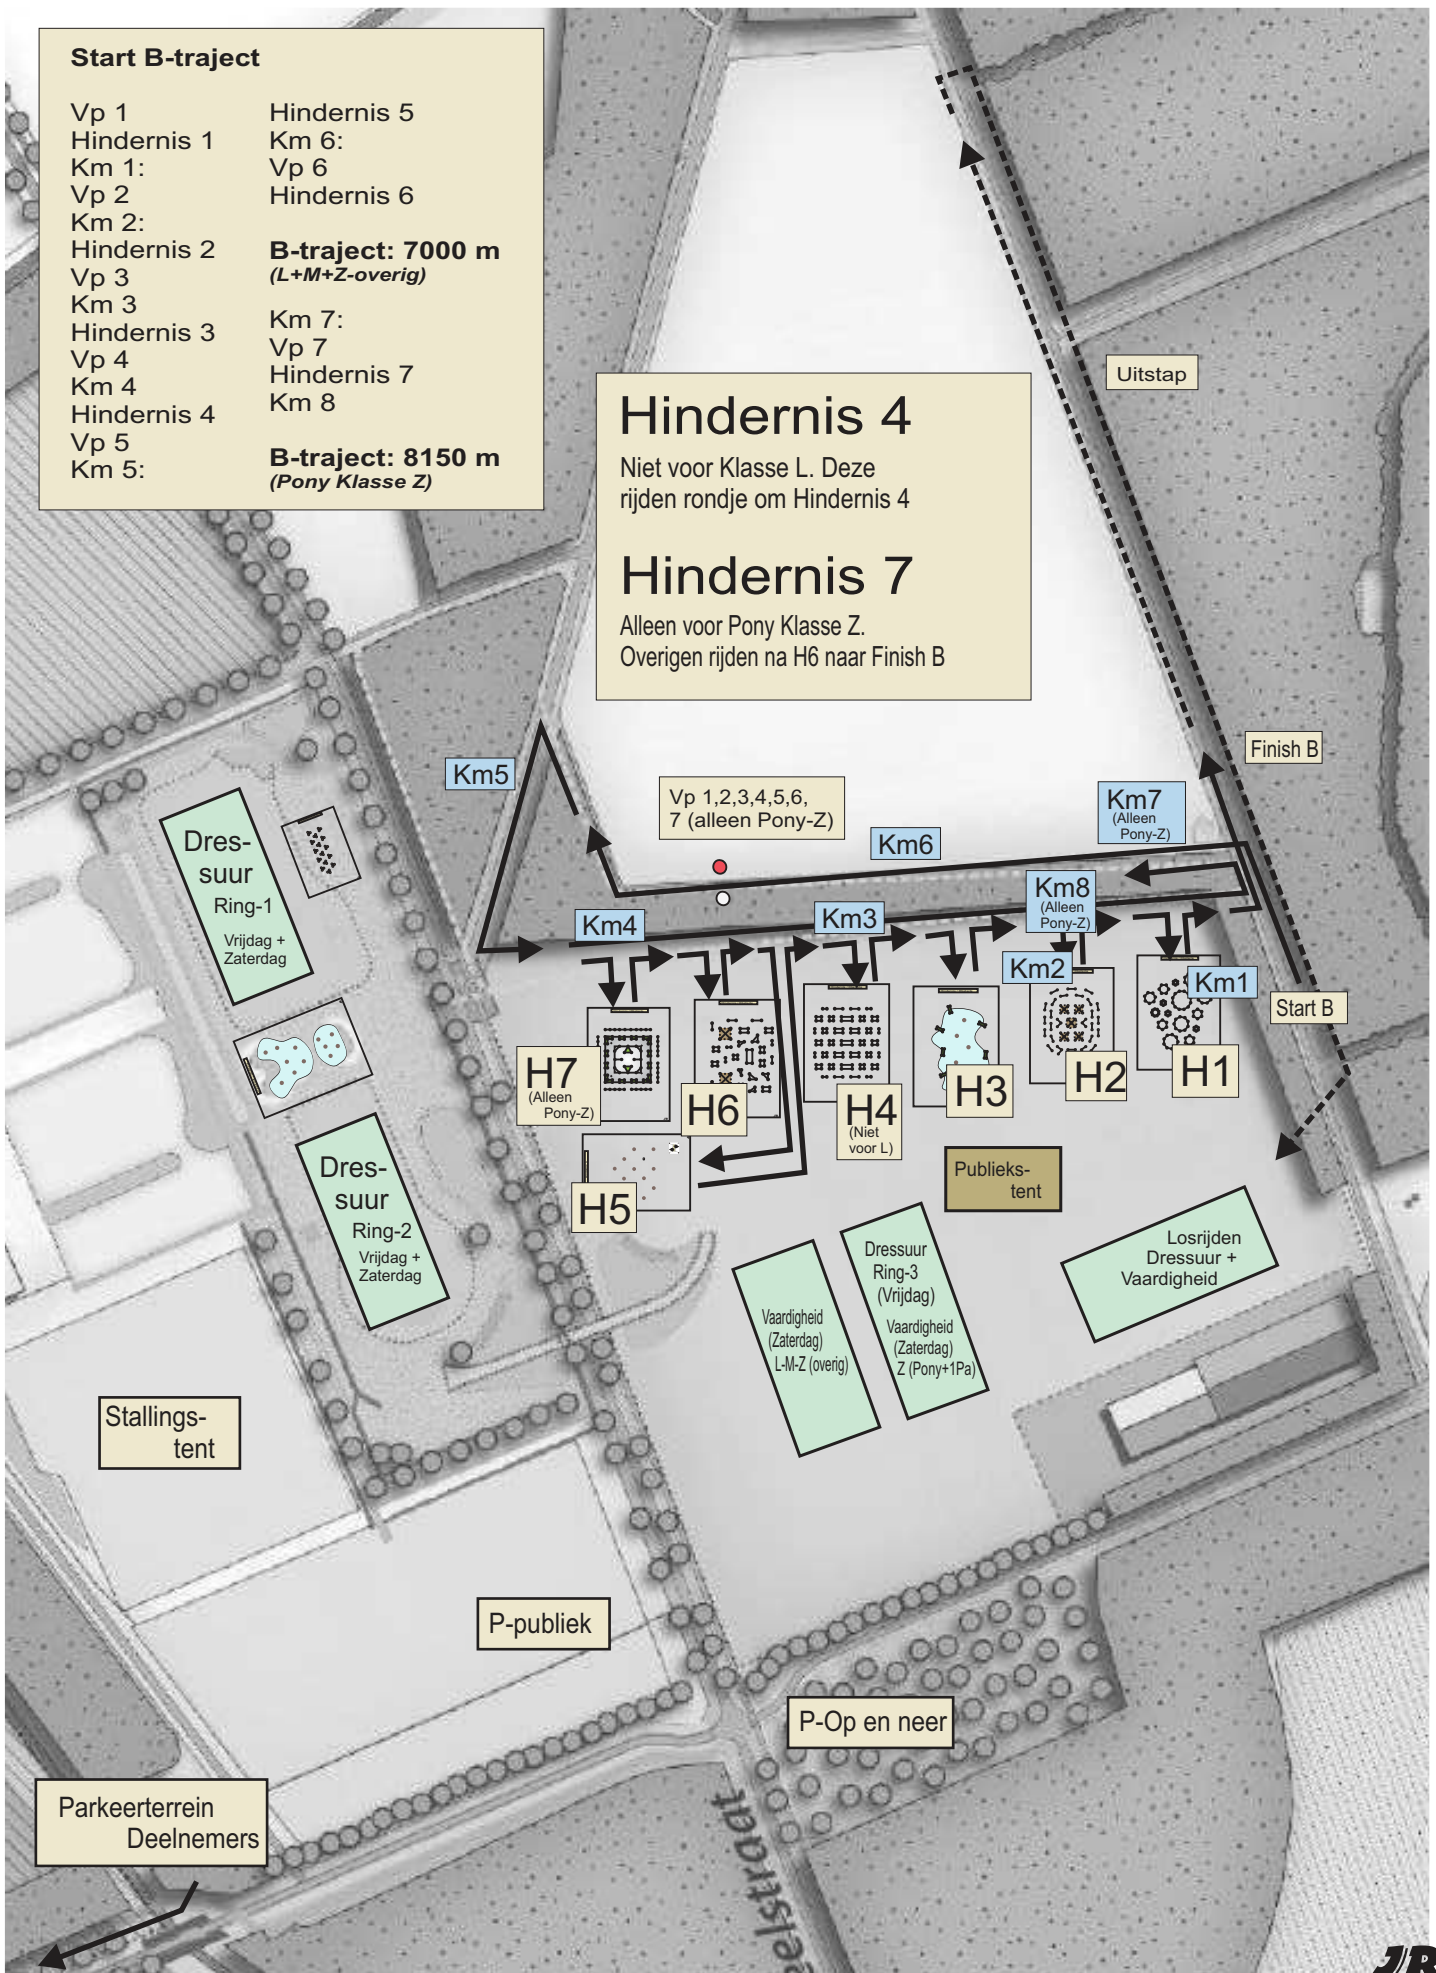 Start B-traject
Vp 1
Hindernis 1
Km 1:
Vp 2
Km 2:
Hindernis 2
Vp 3
Km 3
Hindernis 3
Vp 4
Km 4
Hindernis 4
Vp 5
Km 5:
Hindernis 5
Km 6:
Vp 6
Hindernis 6
B-traject: 7000 m
(L+M+Z-overig)
Km 7:
Vp 7
Hindernis 7
Km 8
B-traject: 8150 m
(Pony Klasse Z)
Uitstap
Hindernis 4
Niet voor Klasse L. Deze
rijden rondje om Hindernis 4
Hindernis 7
Alleen voor Pony Klasse Z.
Overigen rijden na H6 naar Finish B
Finish B
Km5
Vp 1,2,3,4,5,6,
7 (alleen Pony-Z)
Km7
(Alleen
Pony-Z)
Km6
Km8
(Alleen
Pony-Z)
Km4
Km3
Km2
Km1
Start B
Dres-
suur
Ring-1
Vrijdag +
Zaterdag
H7
(Alleen
Pony-Z)
H6
H4
(Niet
voor L)
H3
H2
H1
H5
Dres-
suur
Ring-2
Vrijdag +
Zaterdag
Publieks-
tent
Losrijden
Dressuur +
Vaardigheid
Dressuur
Ring-3
(Vrijdag)
Vaardigheid
(Zaterdag)
Z (Pony+1Pa)
Vaardigheid
(Zaterdag)
L-M-Z (overig)
Stallings-
tent
P-publiek
P-Op en neer
Parkeerterrein
Deelnemers
eelstraat
JB